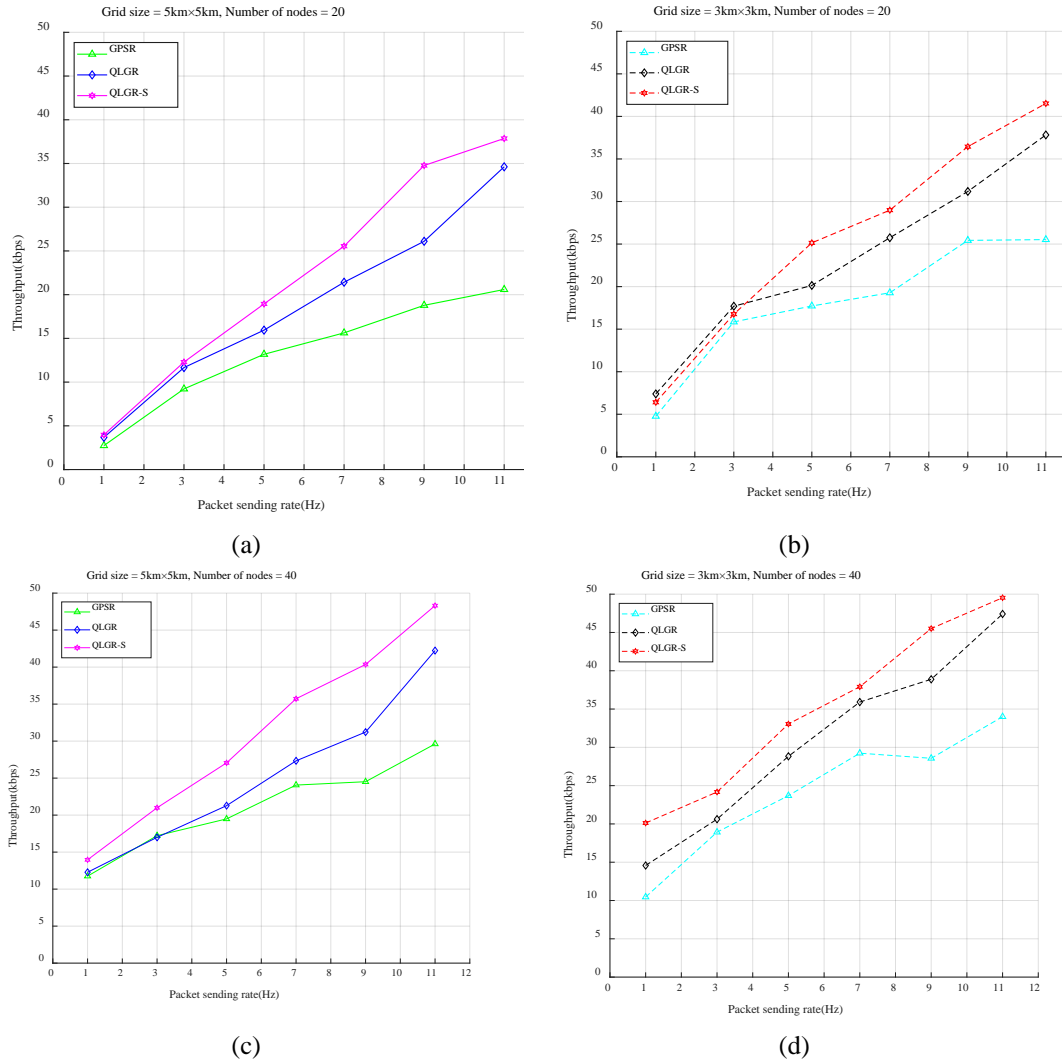 Grid size = 5km×5km, Number of nodes = 20
50
45
40
35
30
25
20
15
10
5
0
Throughput(kbps)
GPSR
QLGR
QLGR-S
0 1 2 3 4 5 6 7 8 9 10 11
Packet sending rate(Hz)
(a)
Grid size = 3km×3km, Number of nodes = 20
50
45
40
35
30
25
20
15
10
5
0
Throughput(kbps)
GPSR
QLGR
QLGR-S
0 1 2 3 4 5 6 7 8 9 10 11
Packet sending rate(Hz)
(b)
Grid size = 5km×5km, Number of nodes = 40
50
45
40
35
30
25
20
15
10
5
0
Throughput(kbps)
GPSR
QLGR
QLGR-S
0 1 2 3 4 5 6 7 8 9 10 11 12
Packet sending rate(Hz)
(c)
Grid size = 3km×3km, Number of nodes = 40
50
45
40
35
30
25
20
15
10
5
0
Throughput(kbps)
GPSR
QLGR
QLGR-S
0 1 2 3 4 5 6 7 8 9 10 11 12
Packet sending rate(Hz)
(d)